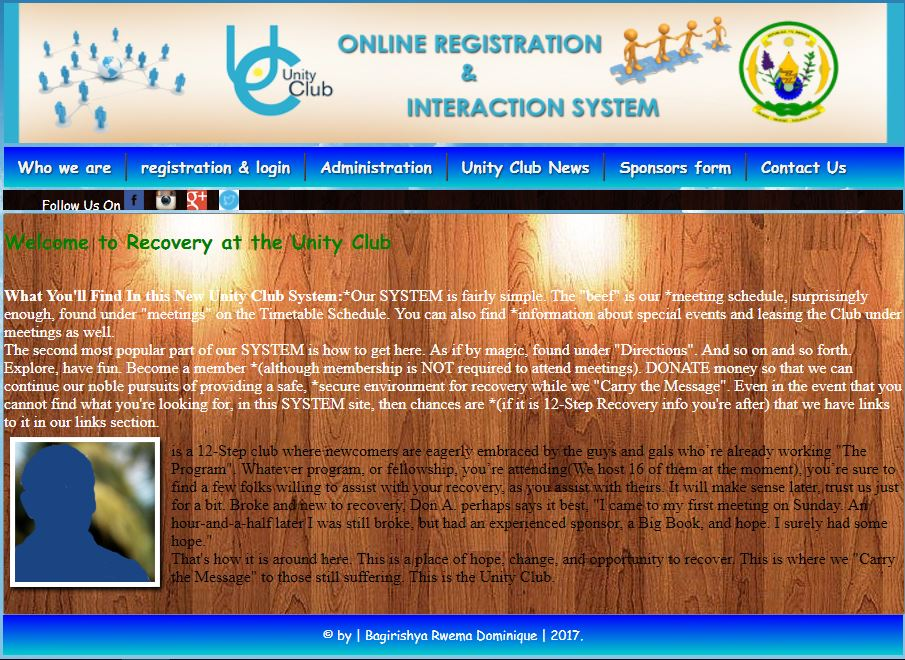 Unity
Club
ONLINE REGISTRATION
&
INTERACTION SYSTEM
Who we are
registration & login
Administration
Unity Club News
Sponsors form
Contact Us
Follow Us On
Welcome to Recovery at the Unity Club
What You'll Find In this New Unity Club System:*Our SYSTEM is fairly simple. The "beef" is our *meeting schedule, surprisingly
enough, found under "meetings" on the Timetable Schedule. You can also find *information about special events and leasing the Club under
meetings as well.
The second most popular part of our SYSTEM is how to get here. As if by magic, found under "Directions". And so on and so forth.
Explore, have fun. Become a member *(although membership is NOT required to attend meetings). DONATE money so that we can
continue our noble pursuits of providing a safe, *secure environment for recovery while we "Carry the Message". Even in the event that you
cannot find what you're looking for, in this SYSTEM site, then chances are *(if it is 12-Step Recovery info you're after) that we have links
to it in our links section.
is a 12-Step club where newcomers are eagerly embraced by the guys and gals who're already working "The
Program". Whatever program, or fellowship, you're attending(We host 16 of them at the moment), you're sure to
find a few folks willing to assist with your recovery, as you assist with theirs. It will make sense later, trust us just
for a bit. Broke and new to recovery, Don A. perhaps says it best, "I came to my first meeting on Sunday. An
hour-and-a-half later I was still broke, but had an experienced sponsor, a Big Book, and hope. I surely had some
hope."
That's how it is around here. This is a place of hope, change, and opportunity to recover. This is where we "Carry
the Message" to those still suffering. This is the Unity Club.
© by | Bagirishya Rwema Dominique | 2017.